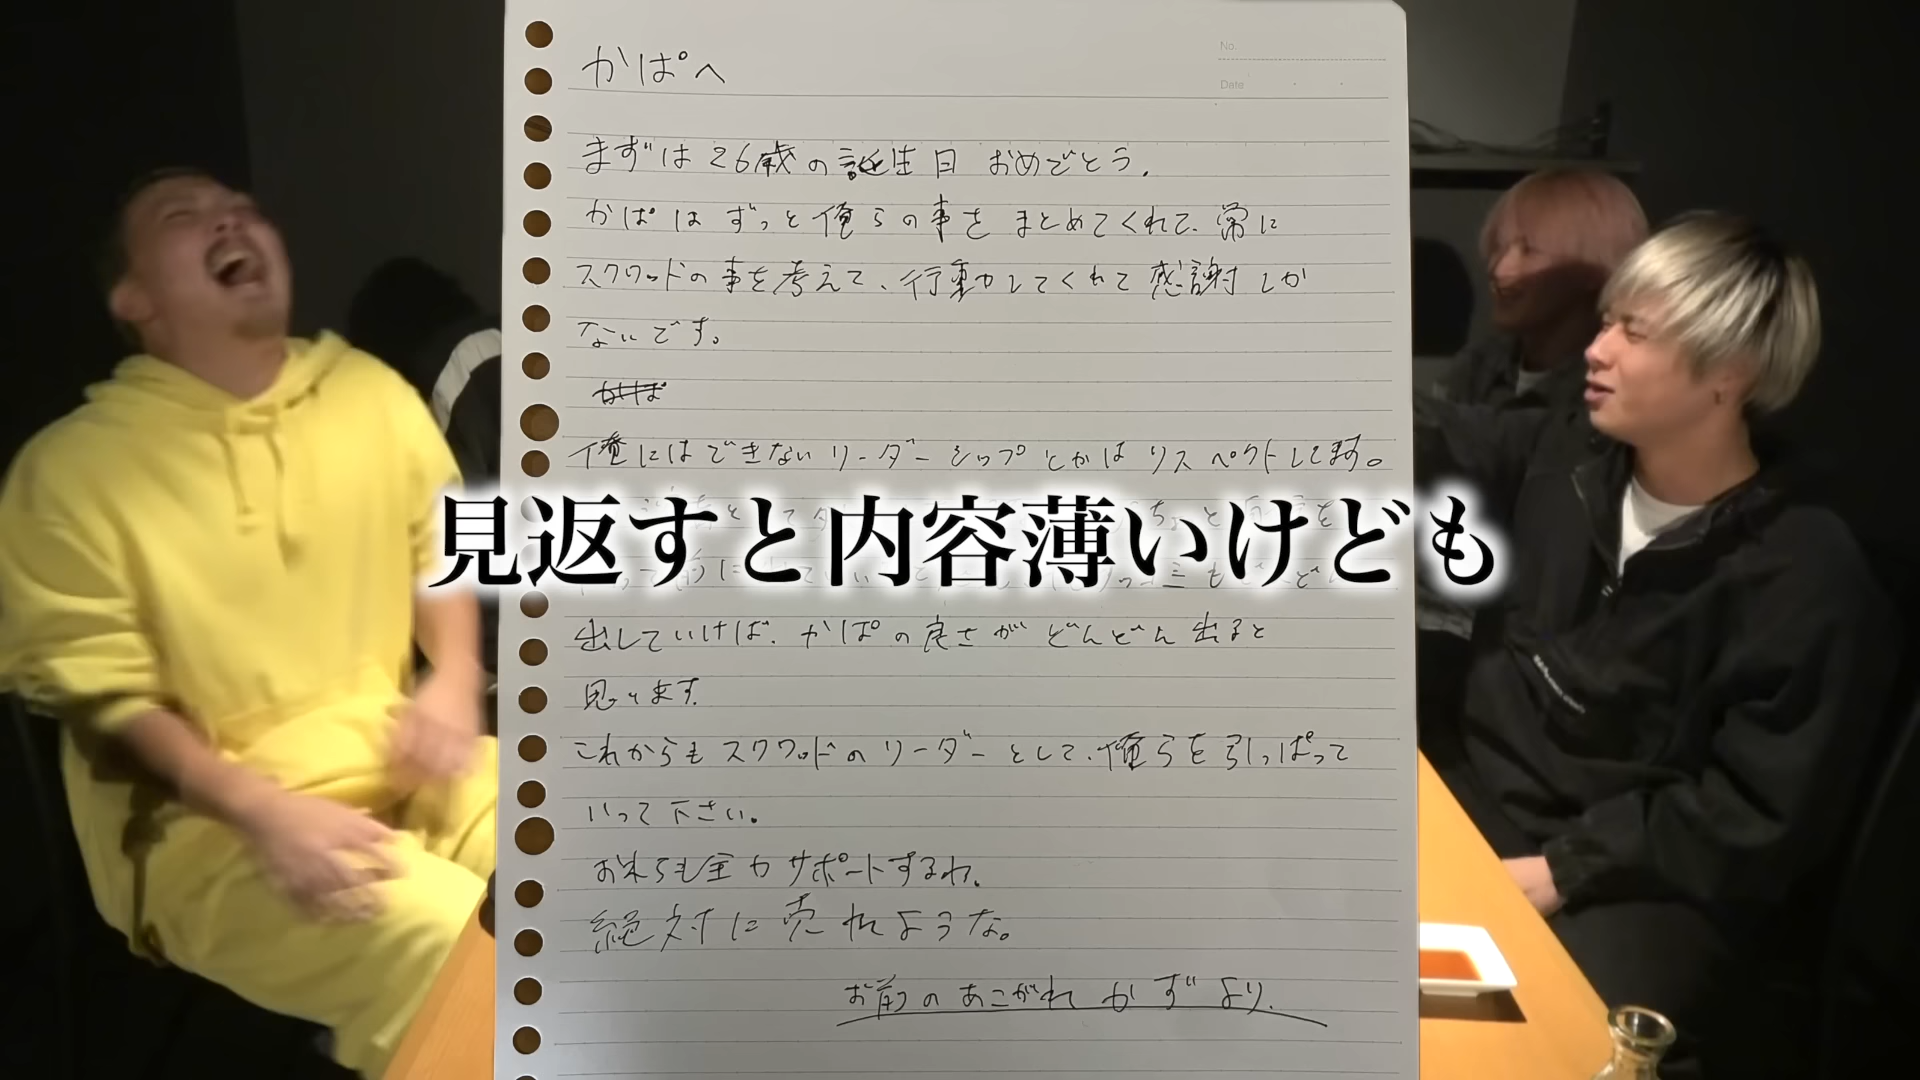 No.
Date
かぱへ
まずは26歳の誕生日おめでとう.
かぱはずっと俺らの事をまとめてくれて、常に
スクワッドの事を考えて、行動してくれて感謝しか
ないです。
俺にはできないリーダーシップとかはリスペクトしてます。
見返すと内容薄いけども
出していけば、かぱの良さがどんどん出ると
思います.
これからもスクワッドのリーダーとして、俺らを引っぱって
いって下さい。
おれらも全力サポートするわ、
絶対に売れような。
お前のあこがれ かずより.